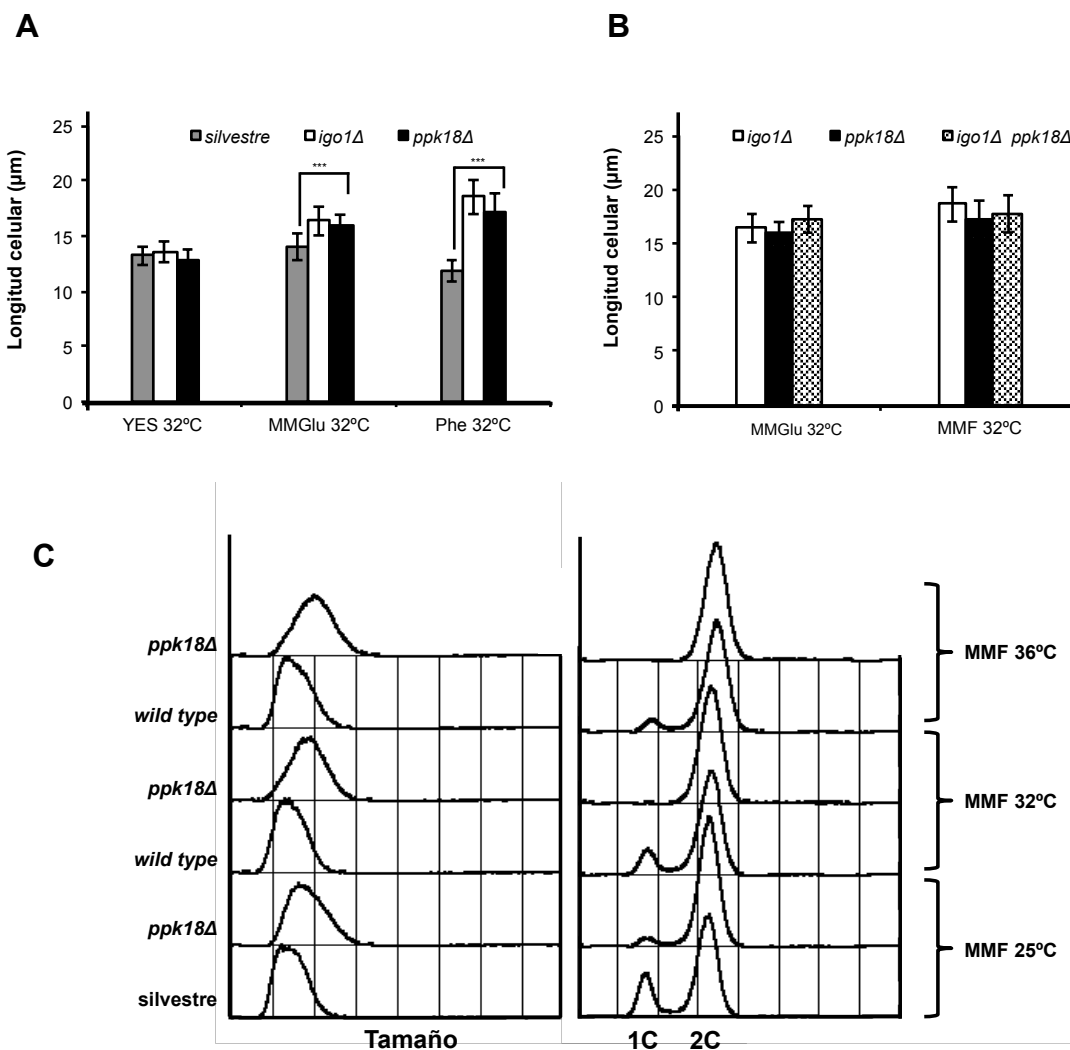 A
B
Longitud celular (µm)
25
20
15
10
5
0
silvestre igo1Δ ppk18Δ
***
***
YES 32ºC MMGlu 32ºC Phe 32ºC
Longitud celular (µm)
25
20
15
10
5
0
igo1Δ ppk18Δ igo1Δ ppk18Δ
MMGlu 32ºC MMF 32ºC
C
ppk18Δ
wild type
ppk18Δ
wild type
ppk18Δ
silvestre
MMF 36ºC
MMF 32ºC
MMF 25ºC
Tamaño
1C 2C